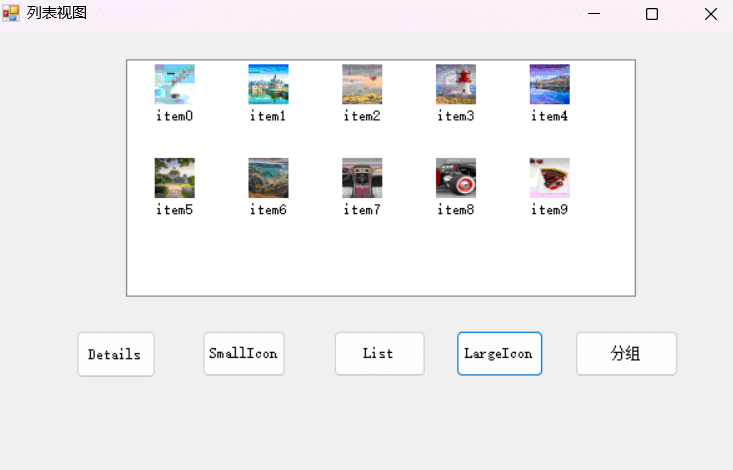 列表视图
item0 item1 item2 item3 item4
item5 item6 item7 item8 item9
Details SmallIcon List LargeIcon 分组